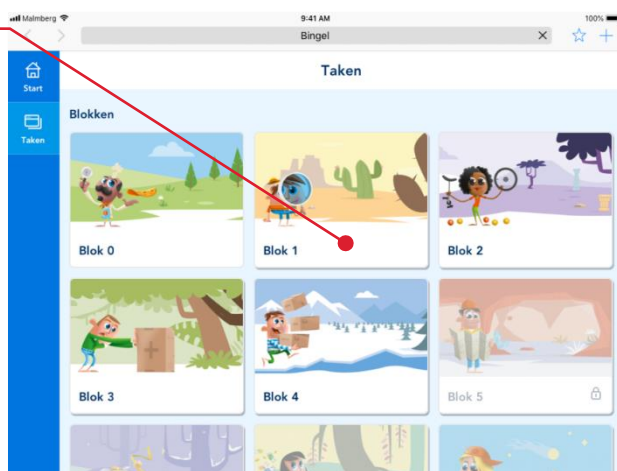 Malmberg
9:41 AM
100%
Bingel
Start
Taken
Taken
Blokken
Blok 0
Blok 1
Blok 2
Blok 3
Blok 4
Blok 5